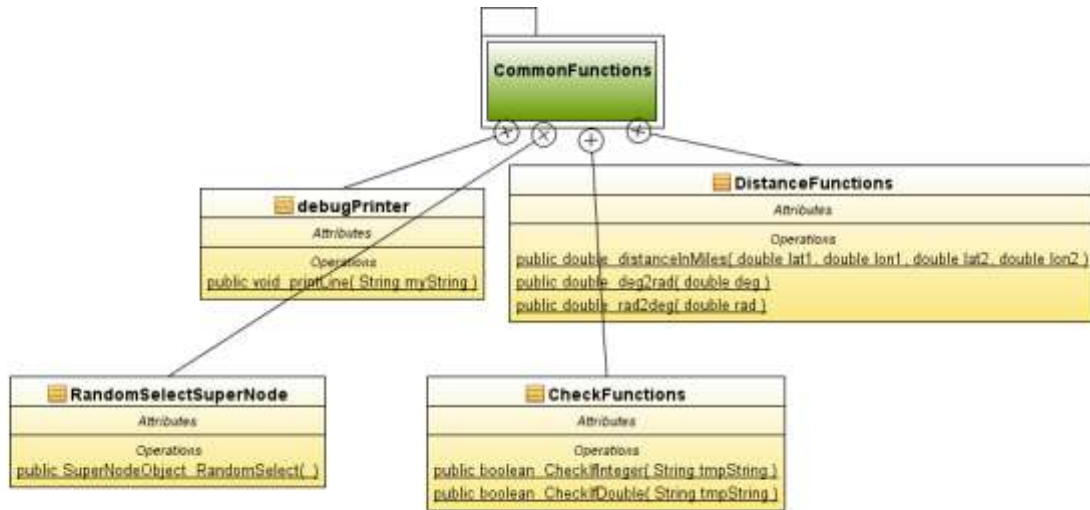 CommonFunctions
debugPrinter
Attributes
Operations
public void printLine( String myString )
DistanceFunctions
Attributes
Operations
public double distanceInMiles( double lat1, double lon1, double lat2, double lon2 )
public double deg2rad( double deg )
public double rad2deg( double rad )
RandomSelectSuperNode
Attributes
Operations
public SuperNodeObject RandomSelect( )
CheckFunctions
Attributes
Operations
public boolean CheckIfInteger( String tmpString )
public boolean CheckIfDouble( String tmpString )